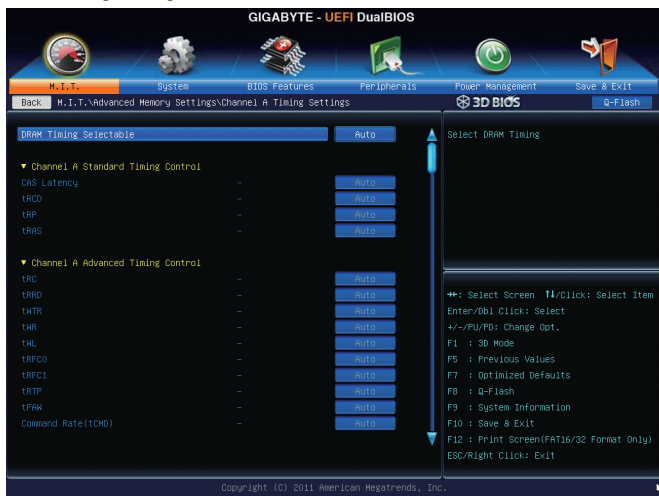 GIGABYTE - UEFI DualBIOS
M.I.T. System BIOS Features Peripherals Power Management Save & Exit
Back M.I.T.\Advanced Memory Settings\Channel A Timing Settings 3D BIOS Q-Flash
DRAM Timing Selectable Auto
▼ Channel A Standard Timing Control
CAS Latency - Auto
tRCD - Auto
tRP - Auto
tRAS - Auto
▼ Channel A Advanced Timing Control
tRC - Auto
tRRD - Auto
tWTR - Auto
tWR - Auto
tWL - Auto
tRFC0 - Auto
tRFC1 - Auto
tRTP - Auto
tFAW - Auto
Command Rate(tCMD) - Auto
Select DRAM Timing
→←: Select Screen ↑↓/Click: Select Item
Enter/Dbl Click: Select
+/-/PU/PD: Change Opt.
F1 : 3D Mode
F5 : Previous Values
F7 : Optimized Defaults
F8 : Q-Flash
F9 : System Information
F10 : Save & Exit
F12 : Print Screen(FAT16/32 Format Only)
ESC/Right Click: Exit
Copyright (C) 2011 American Megatrends, Inc.